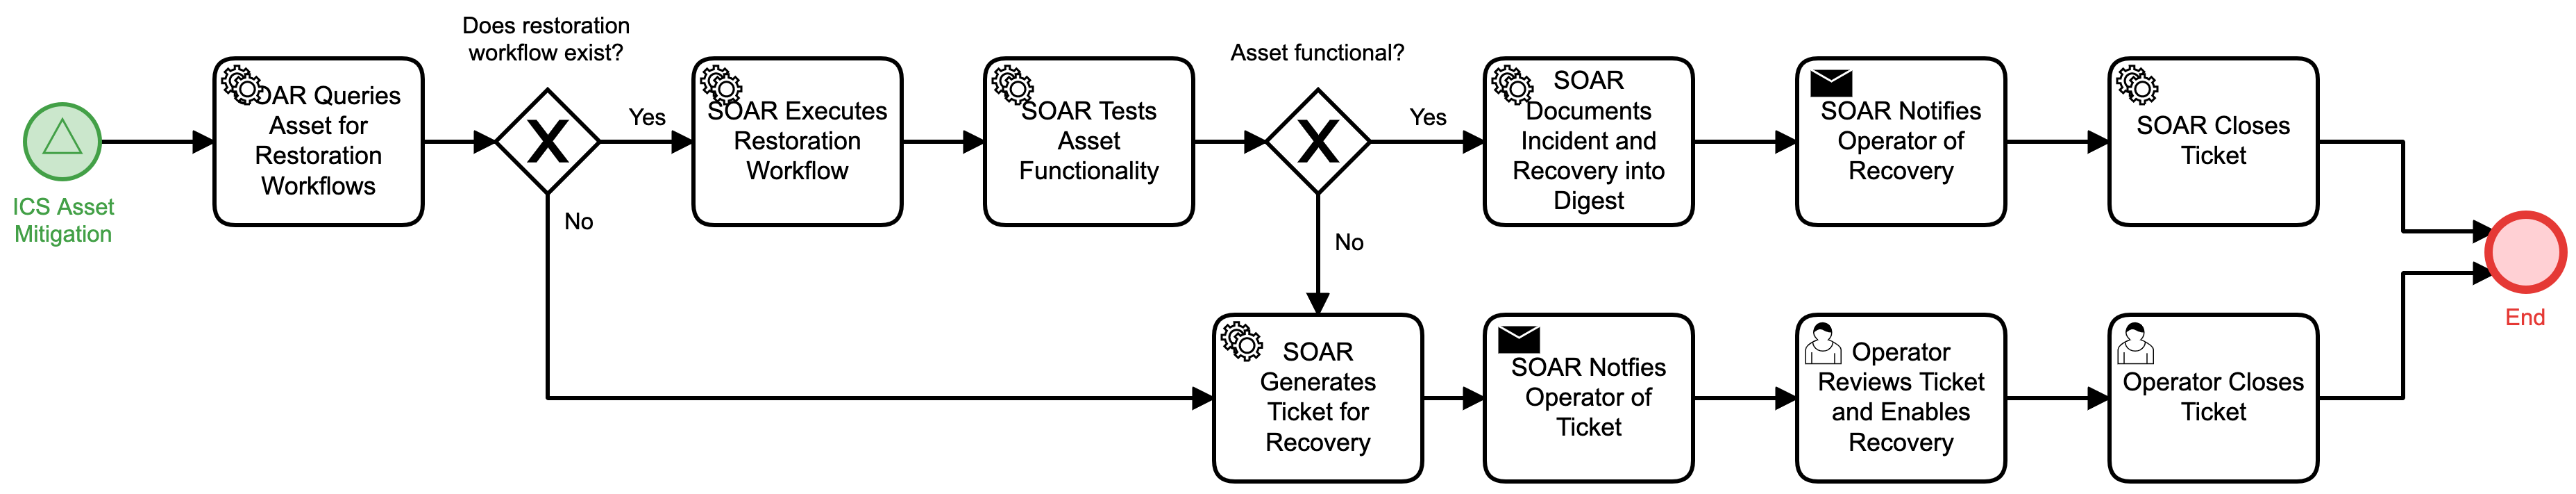 Does restoration
workflow exist?
Asset functional?
ICS Asset
Mitigation
OAR Queries
Asset for
Restoration
Workflows
Yes
No
SOAR Executes
Restoration
Workflow
SOAR Tests
Asset
Functionality
Yes
No
SOAR
Documents
Incident and
Recovery into
Digest
SOAR Notifies
Operator of
Recovery
SOAR Closes
Ticket
SOAR
Generates
Ticket for
Recovery
SOAR Notfies
Operator of
Ticket
Operator
Reviews Ticket
and Enables
Recovery
Operator Closes
Ticket
End